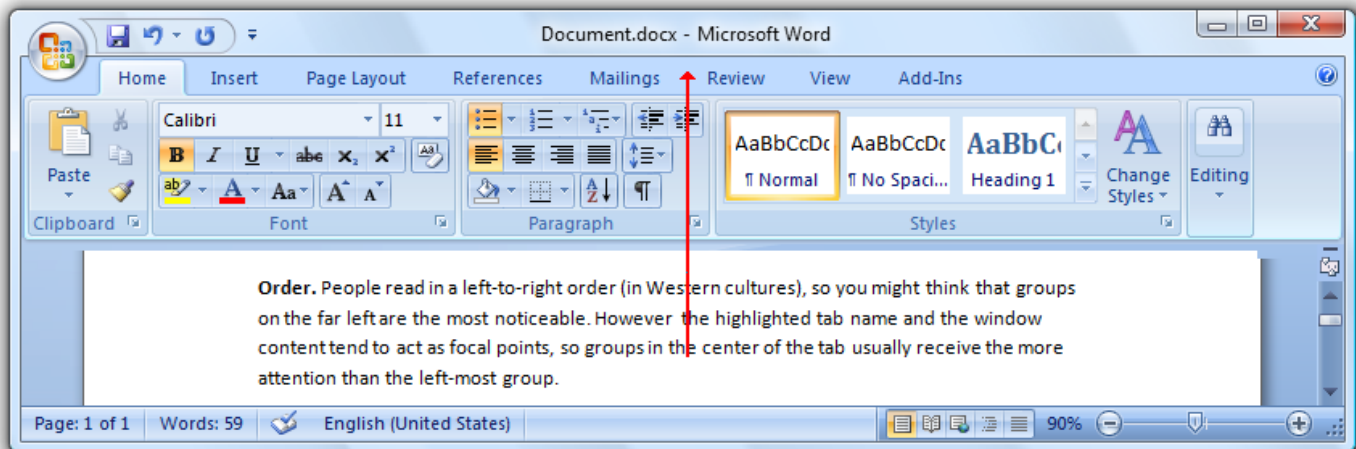 Document.docx - Microsoft Word
Home Insert Page Layout References Mailings Review View Add-Ins
Calibri 11
B I U abc x₂ x² Aa A A
Paste
Clipboard Font Paragraph Styles
AaBbCcDc AaBbCcDc AaBbC
¶ Normal ¶ No Spaci... Heading 1
Change Styles
Editing
Order. People read in a left-to-right order (in Western cultures), so you might think that groups
on the far left are the most noticeable. However the highlighted tab name and the window
content tend to act as focal points, so groups in the center of the tab usually receive the more
attention than the left-most group.
Page: 1 of 1 Words: 59 English (United States) 90%